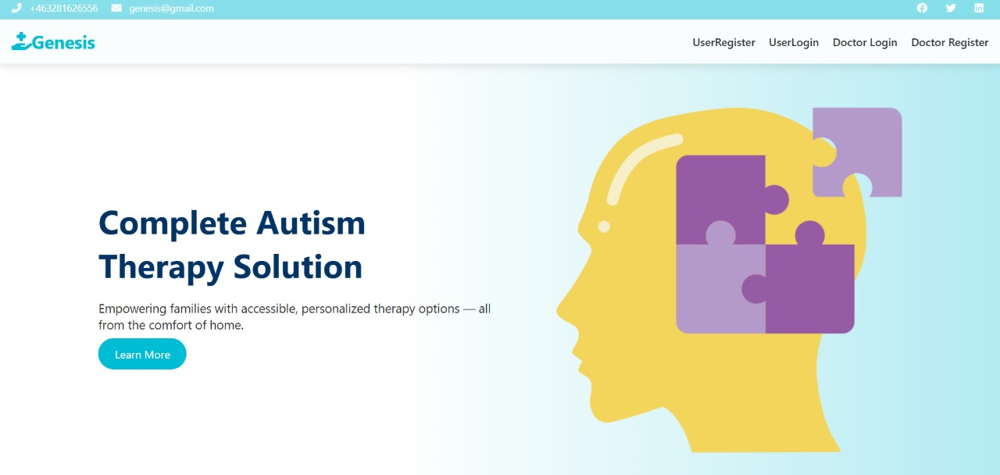 +463281626556 genesis@gmail.com
Genesis UserRegister UserLogin Doctor Login Doctor Register
Complete Autism
Therapy Solution
Empowering families with accessible, personalized therapy options — all
from the comfort of home.
Learn More